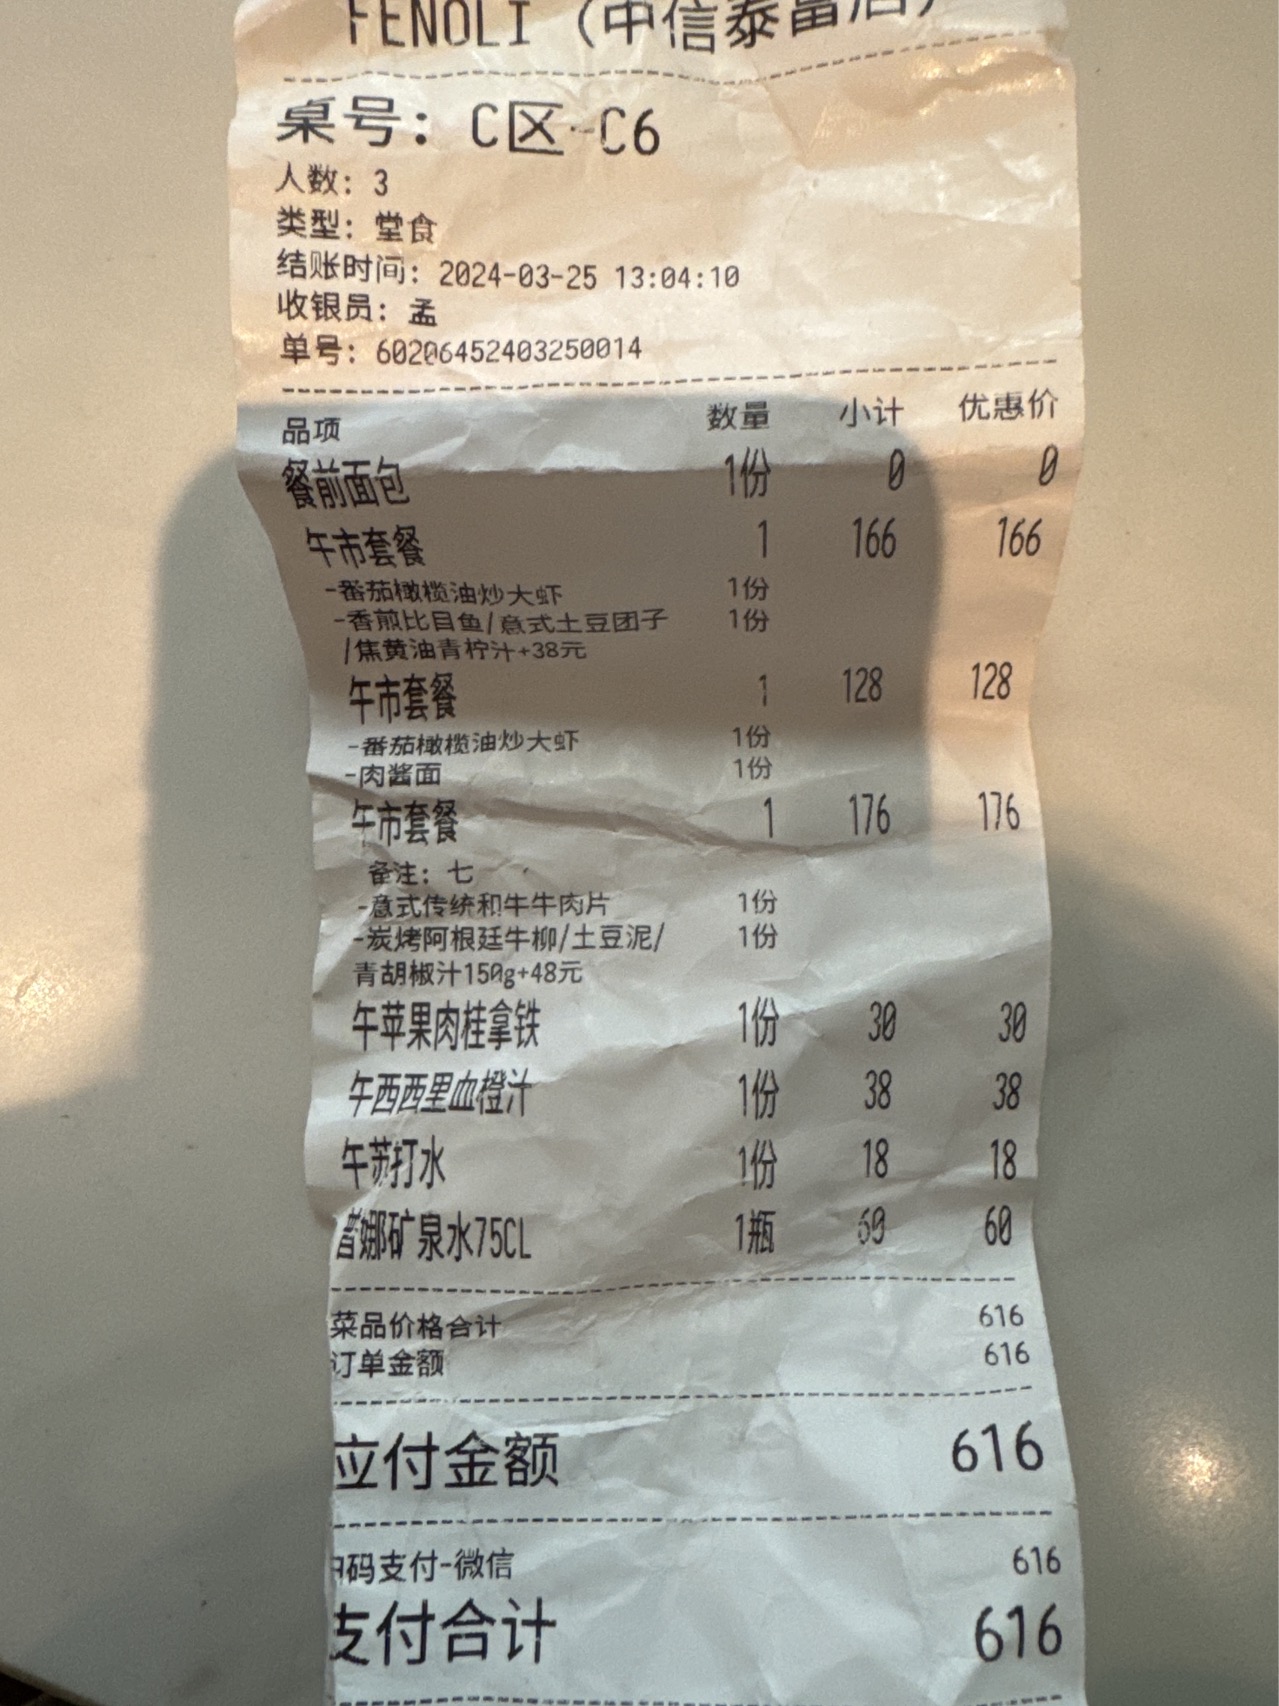 FENOLI (中信泰富店)
桌号: C区-C6
人数: 3
类型: 堂食
结账时间: 2024-03-25 13:04:10
收银员: 孟
单号: 602064524032500​14
品项 数量 小计 优惠价
餐前面包 1份 0 0
午市套餐 1 166 166
-番茄橄榄油炒大虾 1份
-香煎比目鱼/意式土豆团子 1份
/焦黄油青柠汁+38元
午市套餐 1 128 128
-番茄橄榄油炒大虾 1份
-肉酱面 1份
午市套餐 1 176 176
备注: 七
-意式传统和牛牛肉片 1份
-炭烤阿根廷牛柳/土豆泥/ 1份
青胡椒汁150g+48元
午苹果肉桂拿铁 1份 30 30
午西西里血橙汁 1份 38 38
午苏打水 1份 18 18
普娜矿泉水75CL 1瓶 60 60
菜品价格合计 616
订单金额 616
应付金额 616
扫码支付-微信 616
支付合计 616